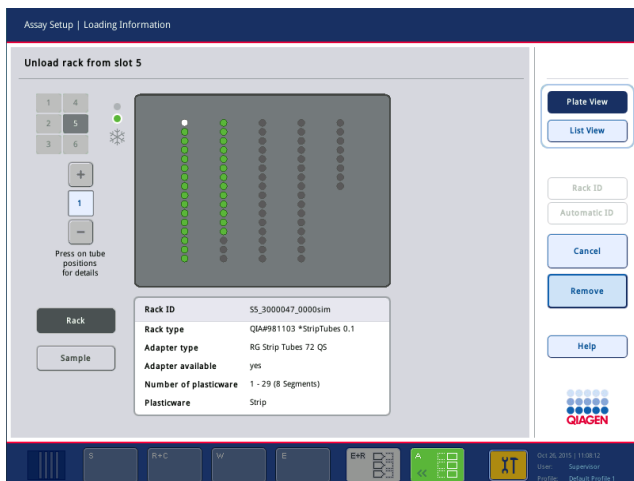 Assay Setup | Loading Information
Unload rack from slot 5
1 4
2 5
3 6
+
1
−
Press on tube
positions
for details
Rack
Sample
Rack ID S5_3000047_0000sim
Rack type QIA#981103 *StripTubes 0.1
Adapter type RG Strip Tubes 72 QS
Adapter available yes
Number of plasticware 1 - 29 (8 Segments)
Plasticware Strip
Plate View
List View
Rack ID
Automatic ID
Cancel
Remove
Help
QIAGEN
S R+C W E E+R A
Oct 26, 2015 | 11:08:12
User: Supervisor
Profile: Default Profile 1